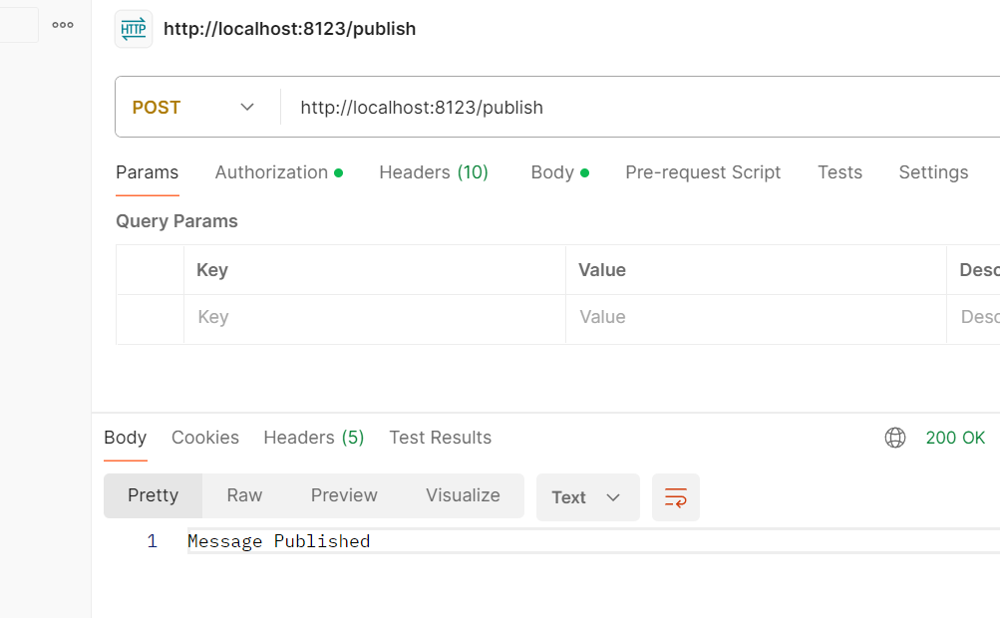 HTTP http://localhost:8123/publish
POST http://localhost:8123/publish
Params Authorization Headers (10) Body Pre-request Script Tests Settings
Query Params
Key Value Desc
Key Value Desc
Body Cookies Headers (5) Test Results 200 OK
Pretty Raw Preview Visualize Text
1 Message Published